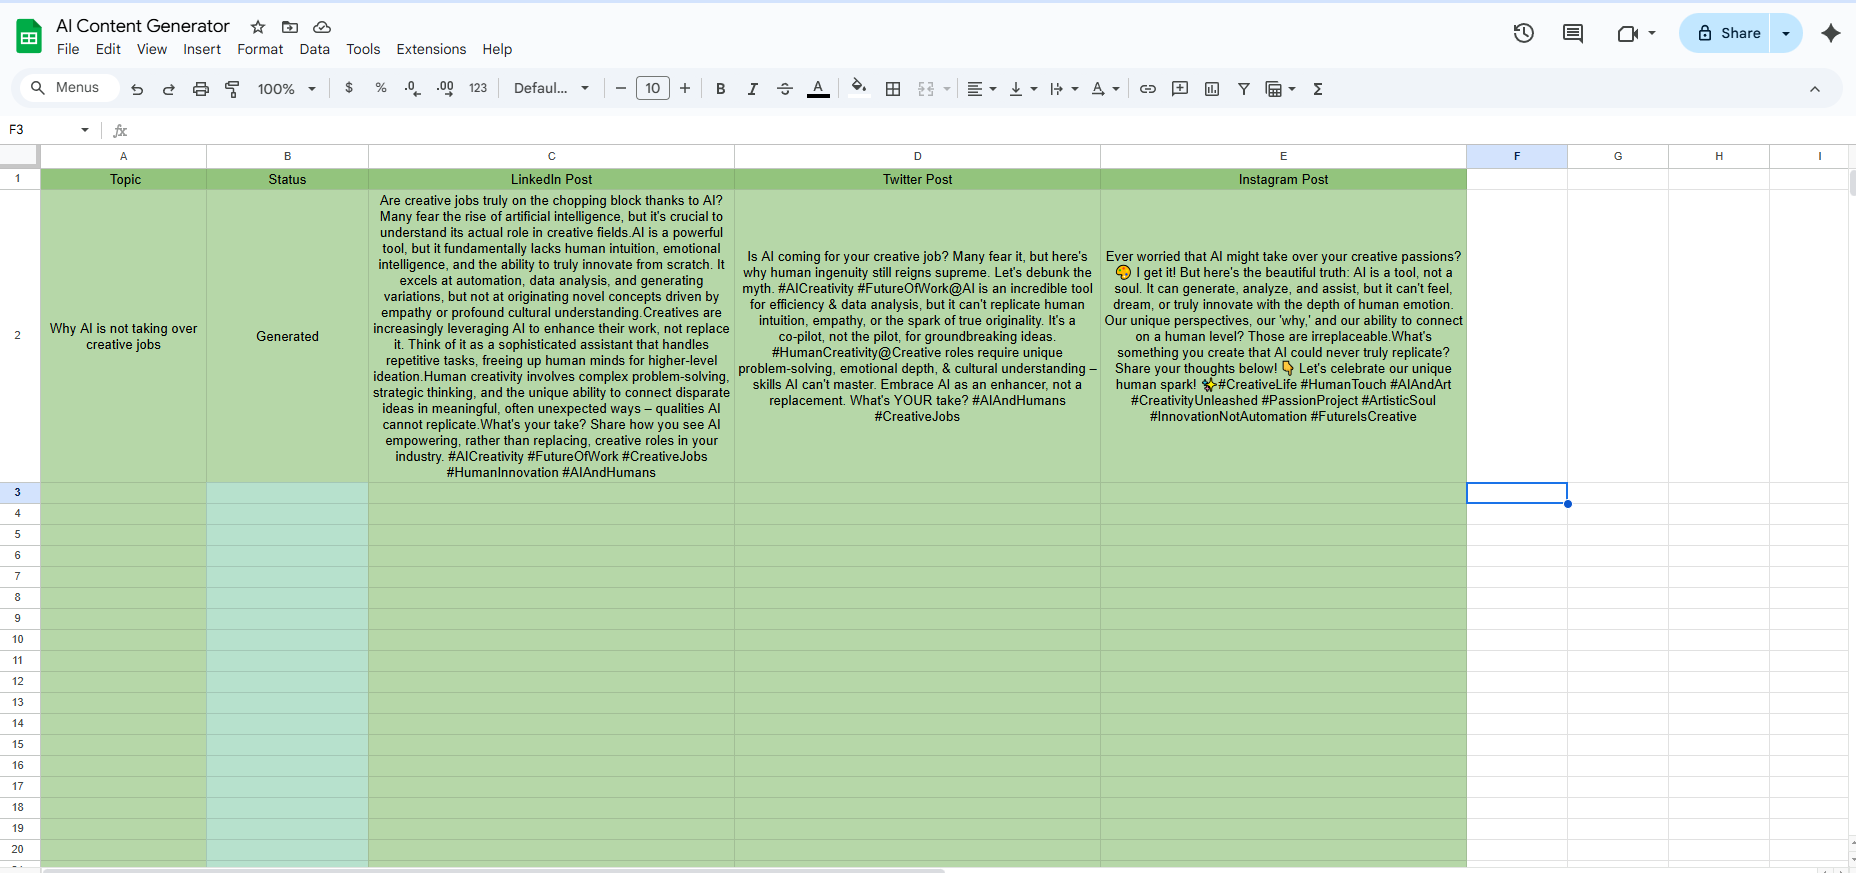 AI Content Generator
File Edit View Insert Format Data Tools Extensions Help
Share
Menus
100%
$ % .0 .00 123
Defaul...
10
B I A
F3
fx
A B C D E F G H I
1 Topic Status LinkedIn Post Twitter Post Instagram Post
2
Why AI is not taking over
creative jobs
Generated
Are creative jobs truly on the chopping block thanks to AI?
Many fear the rise of artificial intelligence, but it's crucial to
understand its actual role in creative fields.AI is a powerful
tool, but it fundamentally lacks human intuition, emotional
intelligence, and the ability to truly innovate from scratch. It
excels at automation, data analysis, and generating
variations, but not at originating novel concepts driven by
empathy or profound cultural understanding.Creatives are
increasingly leveraging AI to enhance their work, not replace
it. Think of it as a sophisticated assistant that handles
repetitive tasks, freeing up human minds for higher-level
ideation.Human creativity involves complex problem-solving,
strategic thinking, and the unique ability to connect disparate
ideas in meaningful, often unexpected ways – qualities AI
cannot replicate.What's your take? Share how you see AI
empowering, rather than replacing, creative roles in your
industry. #AICreativity #FutureOfWork #CreativeJobs
#HumanInnovation #AIAndHumans
Is AI coming for your creative job? Many fear it, but here's
why human ingenuity still reigns supreme. Let's debunk the
myth. #AICreativity #FutureOfWork@AI is an incredible tool
for efficiency & data analysis, but it can't replicate human
intuition, empathy, or the spark of true originality. It's a
co-pilot, not the pilot, for groundbreaking ideas.
#HumanCreativity@Creative roles require unique
problem-solving, emotional depth, & cultural understanding –
skills AI can't master. Embrace AI as an enhancer, not a
replacement. What's YOUR take? #AIAndHumans
#CreativeJobs
Ever worried that AI might take over your creative passions?
🎨 I get it! But here's the beautiful truth: AI is a tool, not a
soul. It can generate, analyze, and assist, but it can't feel,
dream, or truly innovate with the depth of human emotion.
Our unique perspectives, our 'why,' and our ability to connect
on a human level? Those are irreplaceable.What's
something you create that AI could never truly replicate?
Share your thoughts below! 👇 Let's celebrate our unique
human spark! ✨#CreativeLife #HumanTouch #AIAndArt
#CreativityUnleashed #PassionProject #ArtisticSoul
#InnovationNotAutomation #FutureIsCreative
3
4
5
6
7
8
9
10
11
12
13
14
15
16
17
18
19
20